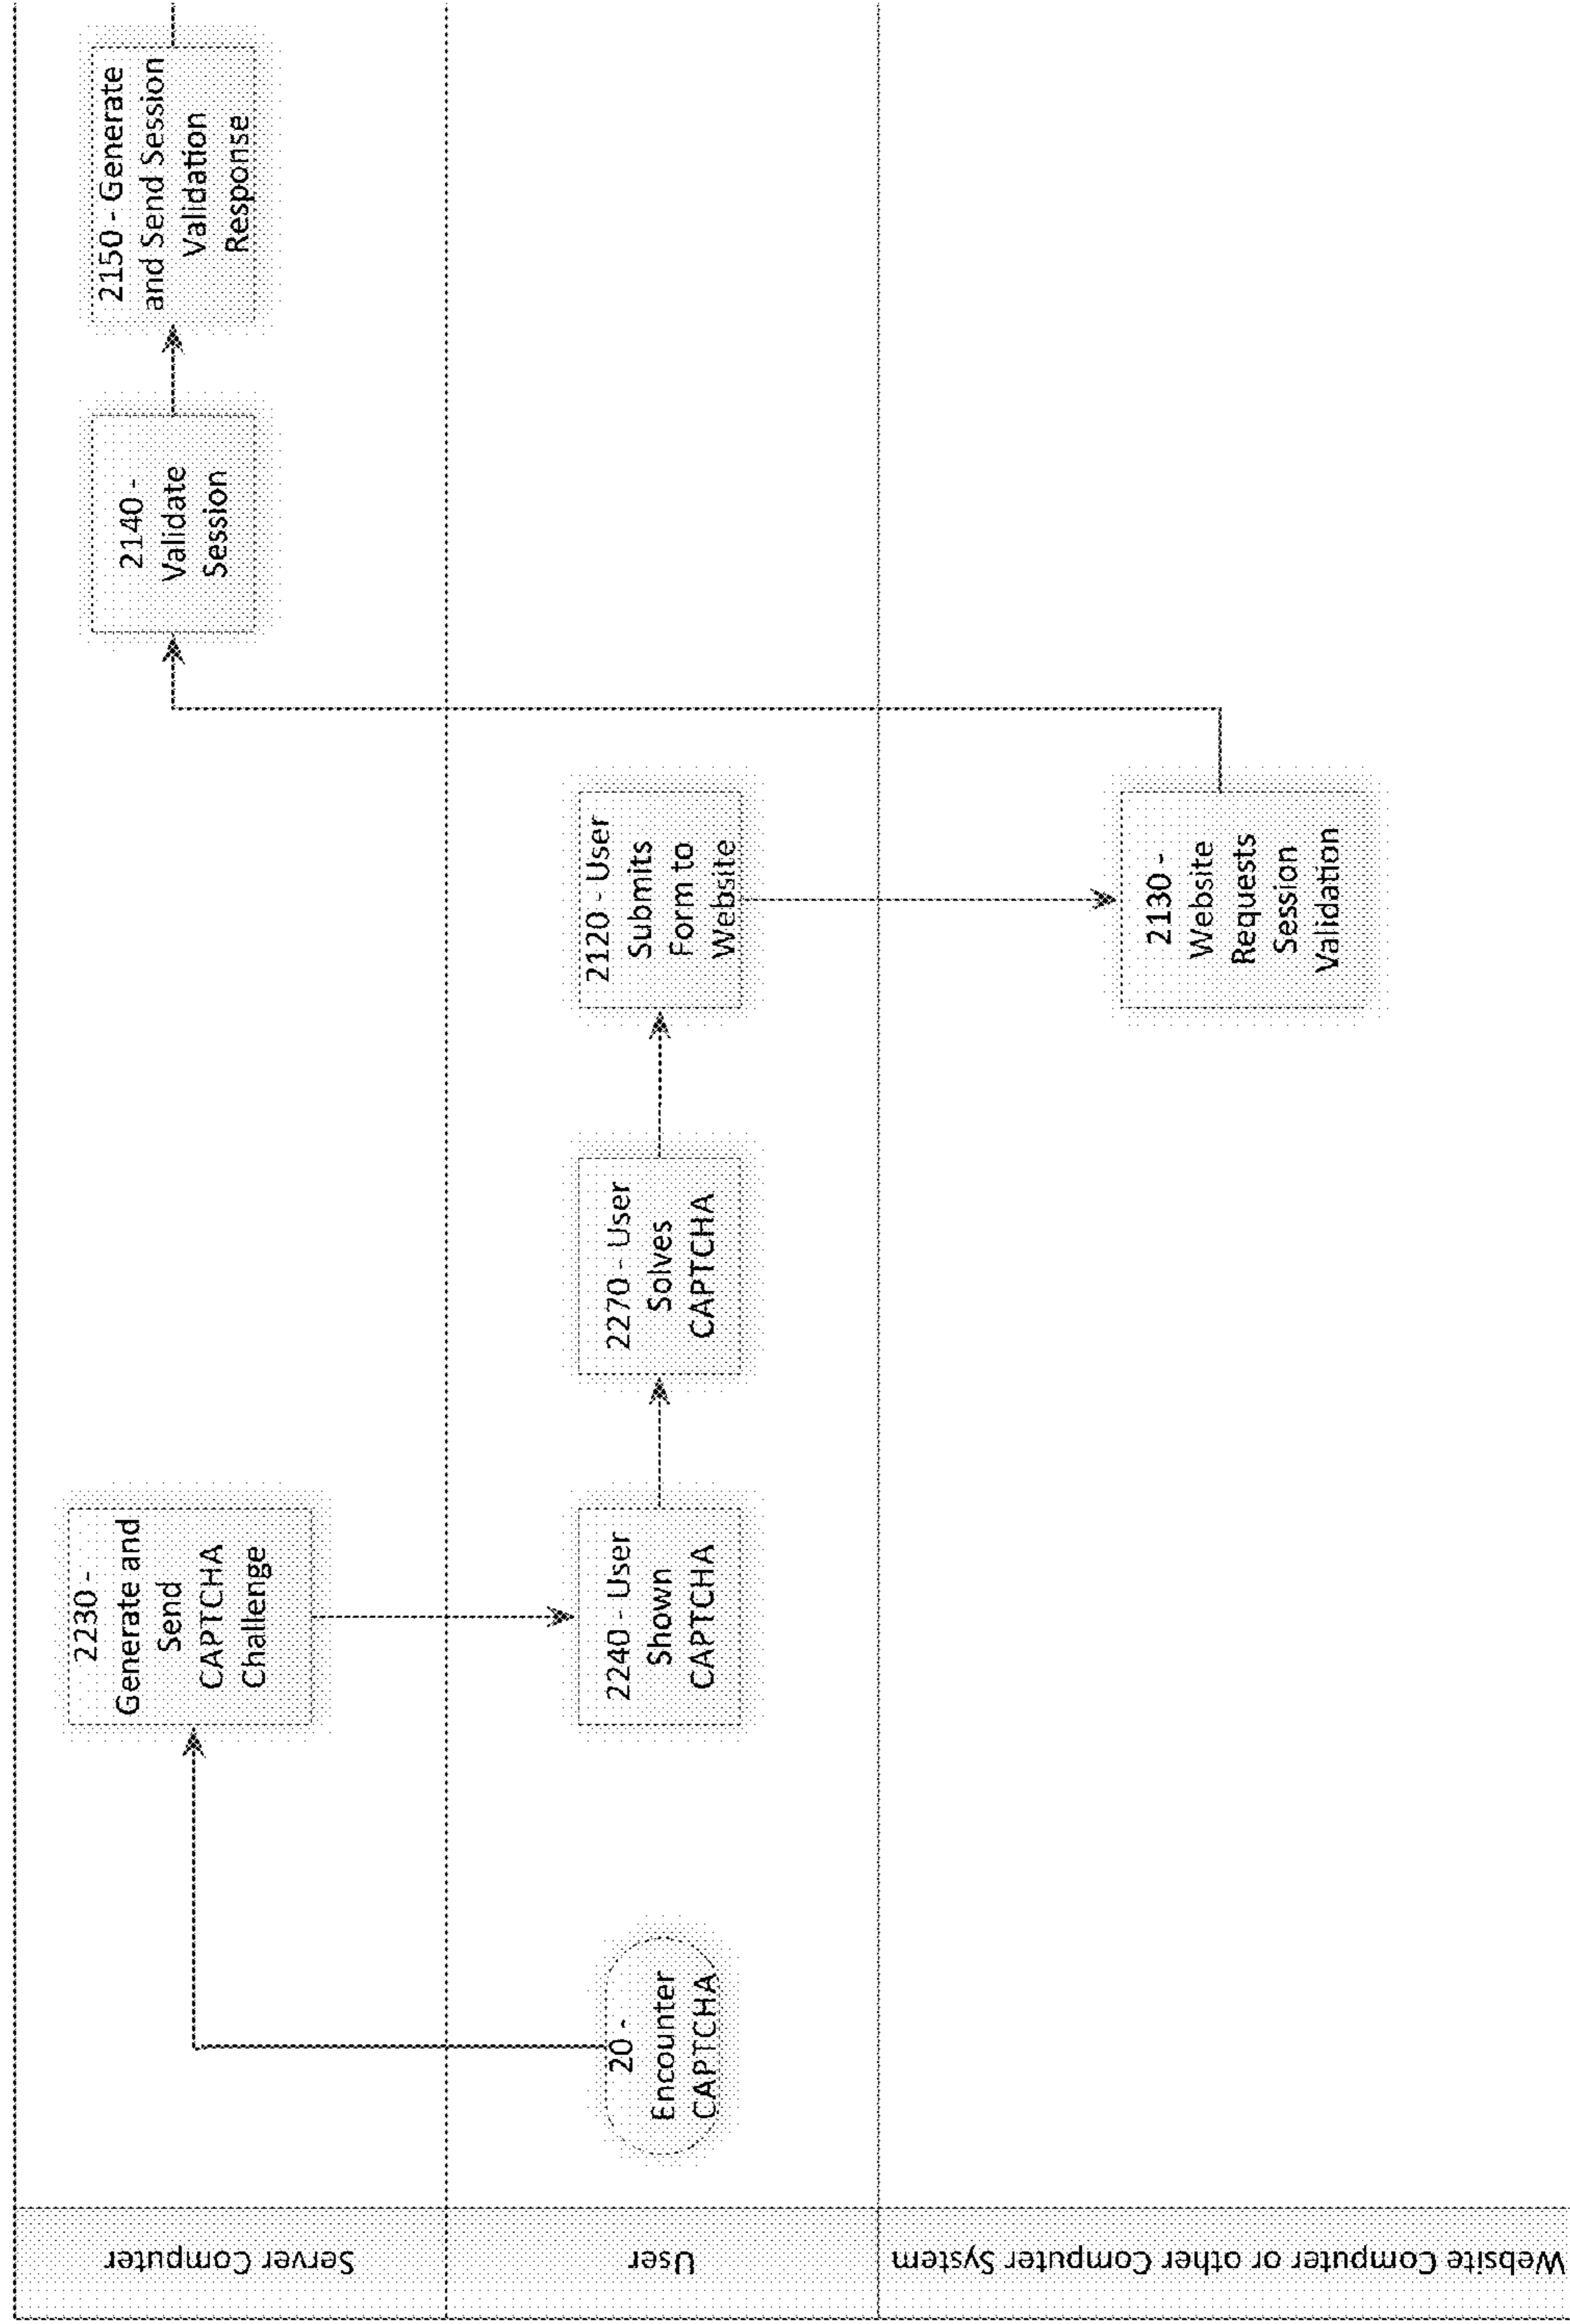 Server Computer
User
Website Computer or other Computer System
20 -
Encounter
CAPTCHA
2230 -
Generate and
Send
CAPTCHA
Challenge
2240 - User
Shown
CAPTCHA
2270 - User
Solves
CAPTCHA
2120 - User
Submits
Form to
Website
2130 -
Website
Requests
Session
Validation
2140 -
Validate
Session
2150 - Generate
and Send Session
Validation
Response